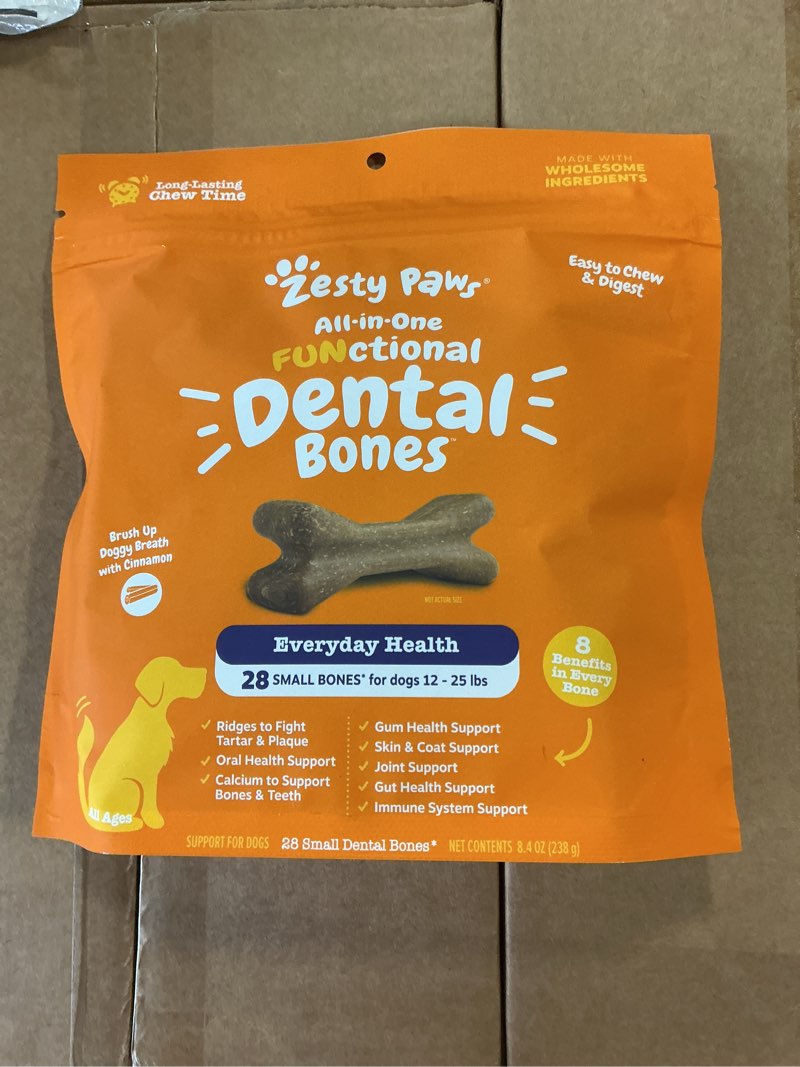 Long-Lasting
Chew Time
MADE WITH
WHOLESOME
INGREDIENTS
Zesty Paws®
Easy to Chew
& Digest
All-in-One
FUNctional
Dental
Bones™
Brush Up
Doggy Breath
with Cinnamon
NOT ACTUAL SIZE
Everyday Health
28 SMALL BONES* for dogs 12 - 25 lbs
8
Benefits
in Every
Bone
✓ Ridges to Fight
Tartar & Plaque
✓ Oral Health Support
✓ Calcium to Support
Bones & Teeth
✓ Gum Health Support
✓ Skin & Coat Support
✓ Joint Support
✓ Gut Health Support
✓ Immune System Support
All Ages
SUPPORT FOR DOGS 28 Small Dental Bones* NET CONTENTS 8.4 OZ (238 g)